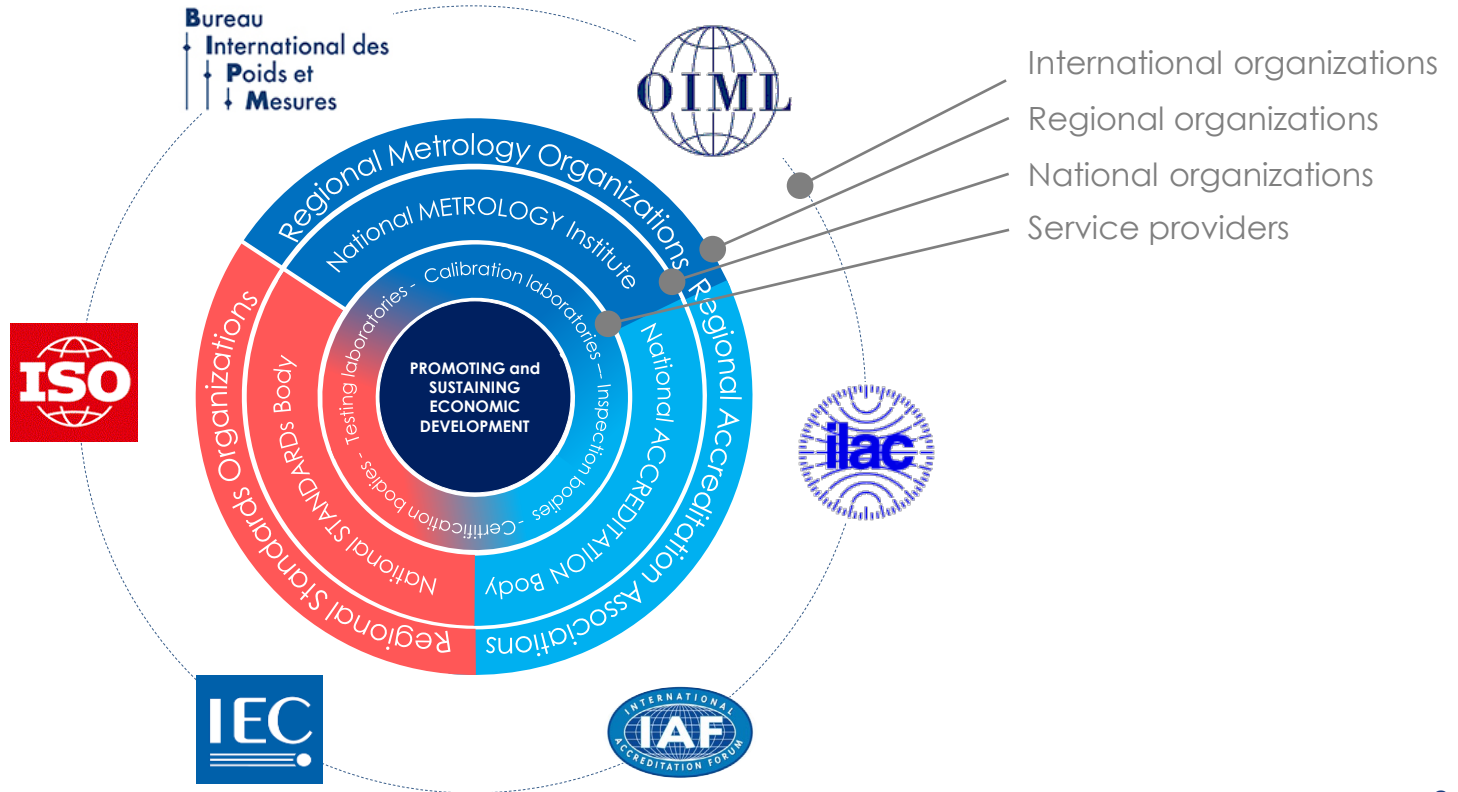 Bureau
International des
Poids et
Mesures
OIML
International organizations
Regional organizations
National organizations
Service providers
Regional Metrology Organizations
National METROLOGY Institute
Regional Standards Organizations
National STANDARDs Body
Regional Accreditation Associations
National ACCREDITATION Body
Testing laboratories - Calibration laboratories — Inspection bodies - Certification bodies -
PROMOTING and
SUSTAINING
ECONOMIC
DEVELOPMENT
ISO
ilac
IEC
INTERNATIONAL
IAF
ACCREDITATION FORUM